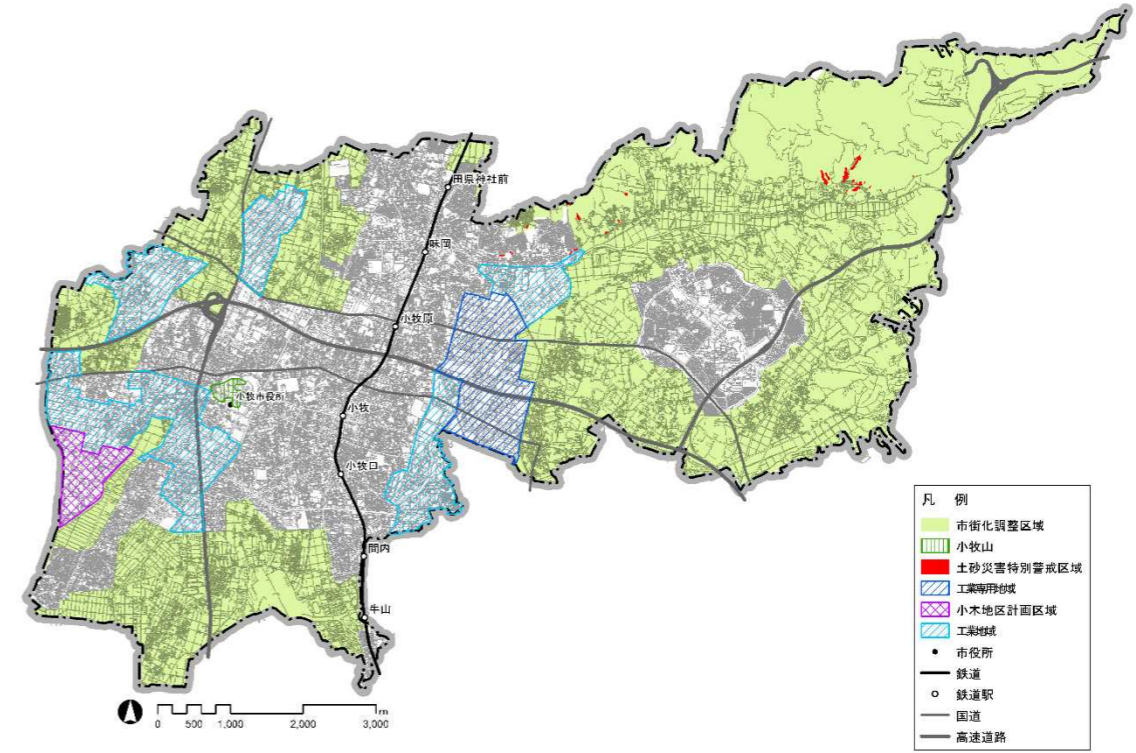 田県神社前
味岡
小牧原
小牧市役所
小牧
小牧口
間内
牛山
凡 例
市街化調整区域
小牧山
土砂災害特別警戒区域
工業専用地域
小木地区計画区域
工業地域
市役所
鉄道
鉄道駅
国道
高速道路
0 500 1,000 2,000 3,000 m